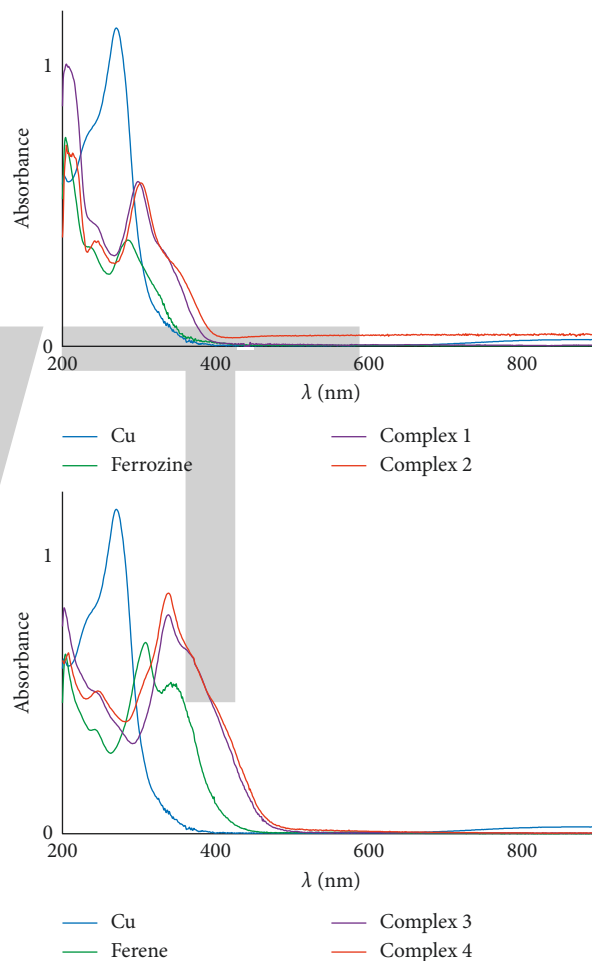 1
Absorbance
0
200
400
600
800
λ (nm)
Cu
Complex 1
Ferrozine
Complex 2
1
Absorbance
0
200
400
600
800
λ (nm)
Cu
Complex 3
Ferene
Complex 4